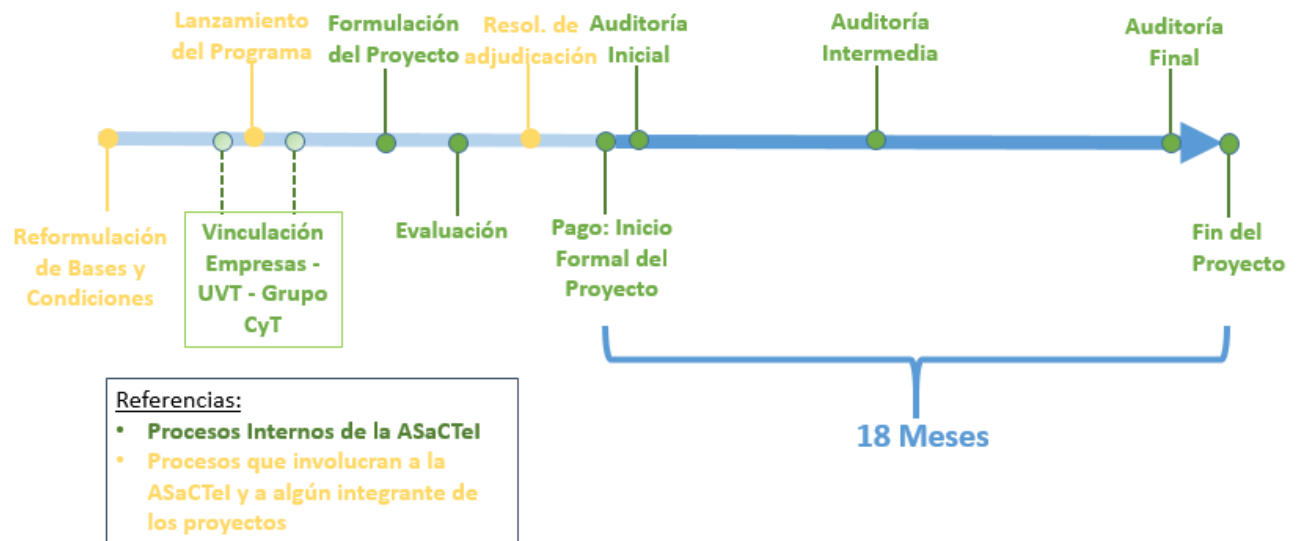 Lanzamiento
del Programa
Formulación
del Proyecto
Resol. de
adjudicación
Auditoría
Inicial
Auditoría
Intermedia
Auditoría
Final
Reformulación
de Bases y
Condiciones
Vinculación
Empresas -
UVT - Grupo
CyT
Evaluación
Pago: Inicio
Formal del
Proyecto
Fin del
Proyecto
18 Meses
Referencias:
• Procesos Internos de la ASaCTeI
• Procesos que involucran a la
ASaCTeI y a algún integrante de
los proyectos